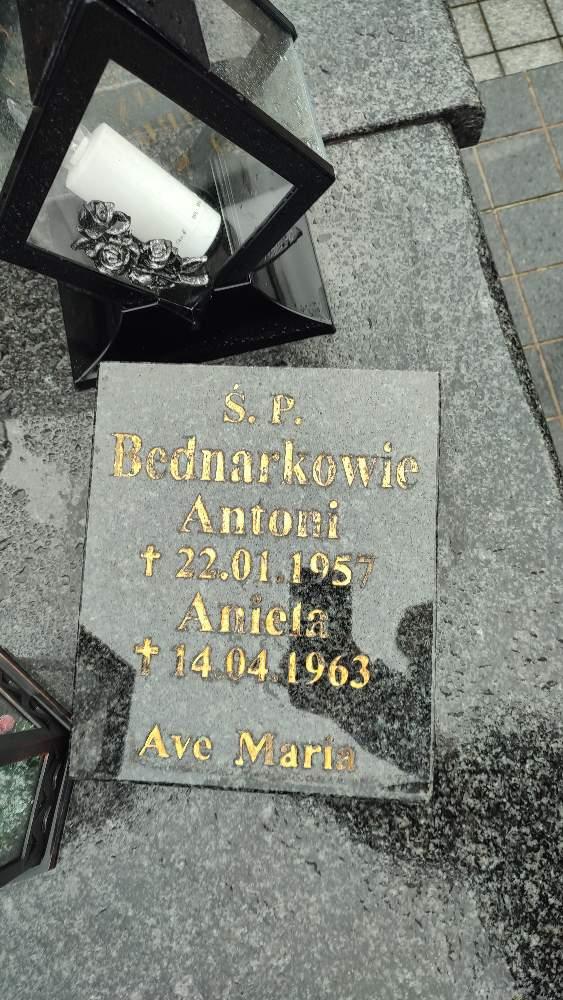 Ś. P.
Bednarkowie
Antoni
✝ 22.01.1957
Aniela
✝ 14.04.1963
Ave Maria